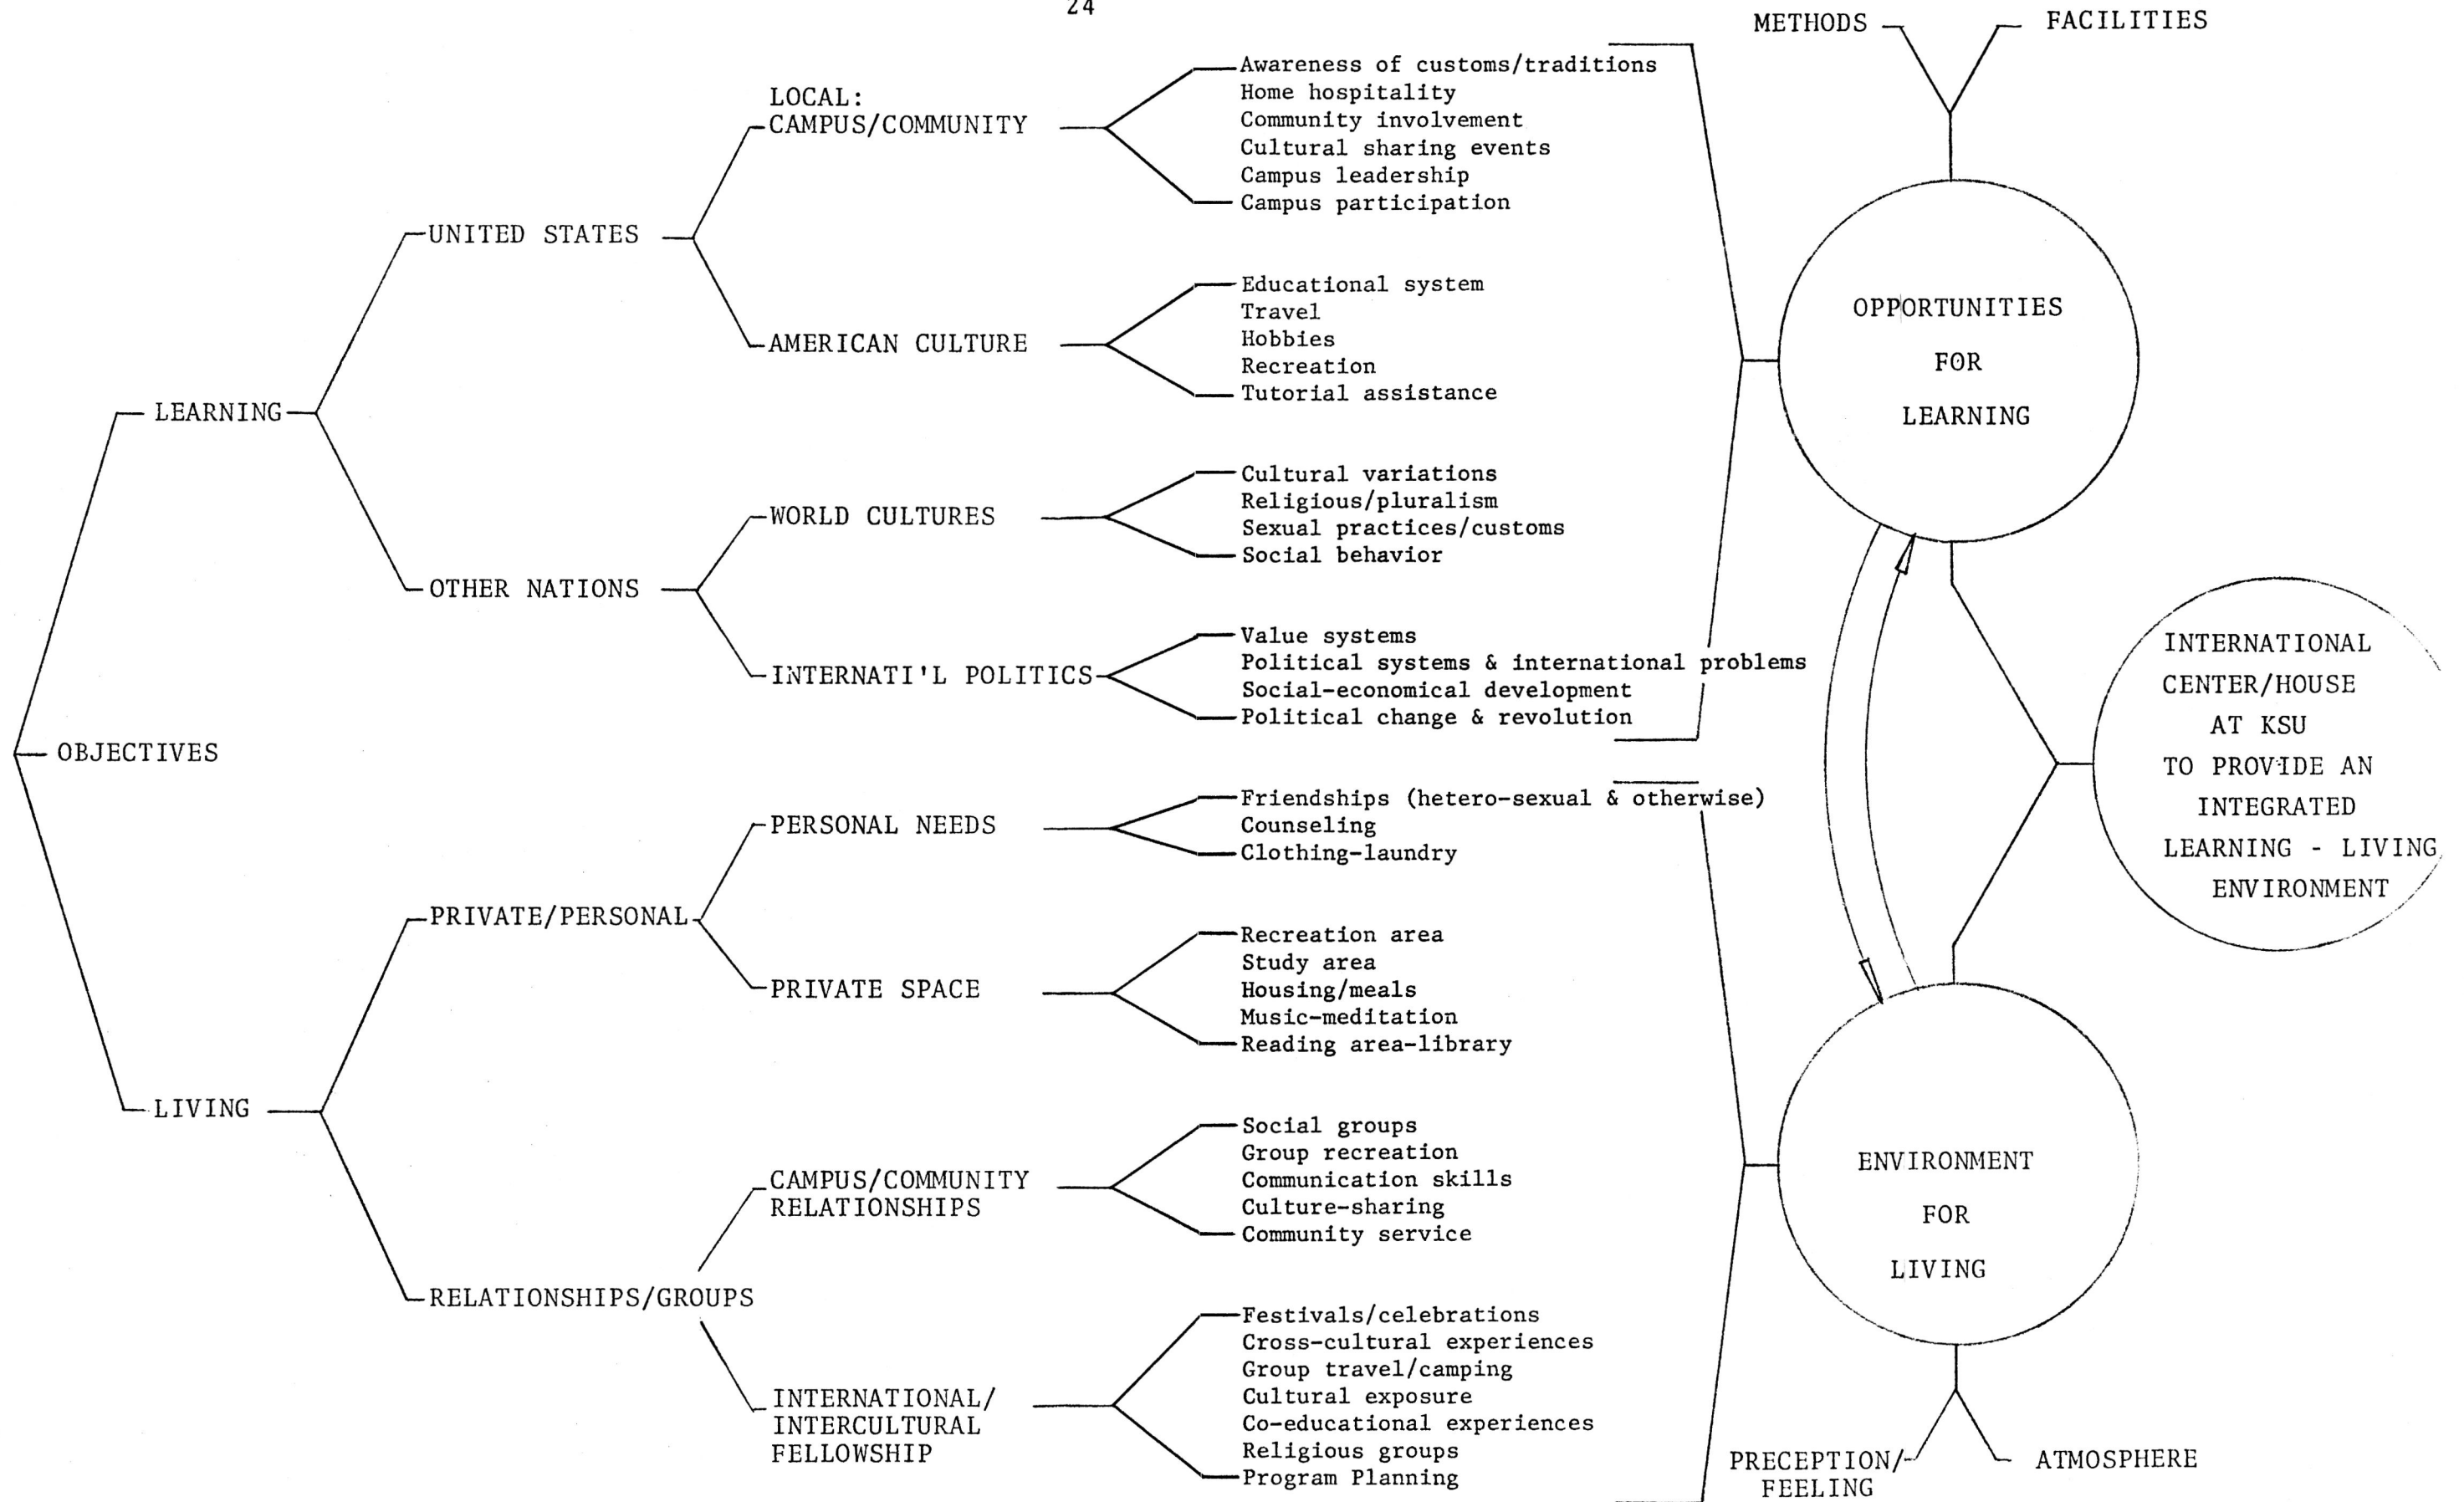 24
METHODS
FACILITIES
LOCAL:
CAMPUS/COMMUNITY
Awareness of customs/traditions
Home hospitality
Community involvement
Cultural sharing events
Campus leadership
Campus participation
UNITED STATES
AMERICAN CULTURE
Educational system
Travel
Hobbies
Recreation
Tutorial assistance
LEARNING
OTHER NATIONS
WORLD CULTURES
Cultural variations
Religious/pluralism
Sexual practices/customs
Social behavior
INTERNATI'L POLITICS
Value systems
Political systems & international problems
Social-economical development
Political change & revolution
OBJECTIVES
LIVING
PRIVATE/PERSONAL
PERSONAL NEEDS
Friendships (hetero-sexual & otherwise)
Counseling
Clothing-laundry
PRIVATE SPACE
Recreation area
Study area
Housing/meals
Music-meditation
Reading area-library
RELATIONSHIPS/GROUPS
CAMPUS/COMMUNITY
RELATIONSHIPS
Social groups
Group recreation
Communication skills
Culture-sharing
Community service
INTERNATIONAL/
INTERCULTURAL
FELLOWSHIP
Festivals/celebrations
Cross-cultural experiences
Group travel/camping
Cultural exposure
Co-educational experiences
Religious groups
Program Planning
OPPORTUNITIES
FOR
LEARNING
INTERNATIONAL
CENTER/HOUSE
AT KSU
TO PROVIDE AN
INTEGRATED
LEARNING - LIVING
ENVIRONMENT
ENVIRONMENT
FOR
LIVING
PRECEPTION/
FEELING
ATMOSPHERE